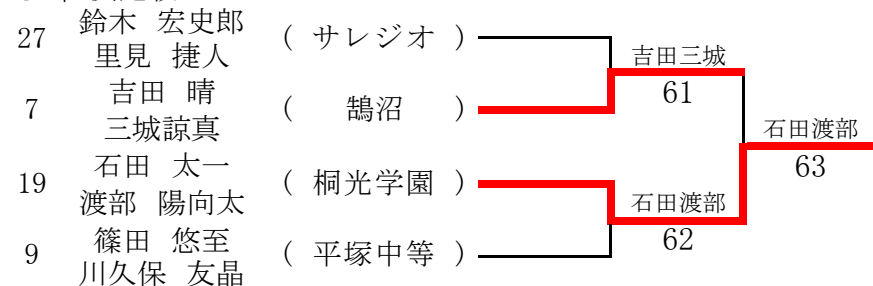 27 鈴木 宏史郎
里見 捷人 ( サレジオ )
7 吉田 晴
三城諒真 ( 鵠沼 )
19 石田 太一
渡部 陽向太 ( 桐光学園 )
9 篠田 悠至
川久保 友晶 ( 平塚中等 )
吉田三城
61
石田渡部
62
石田渡部
63